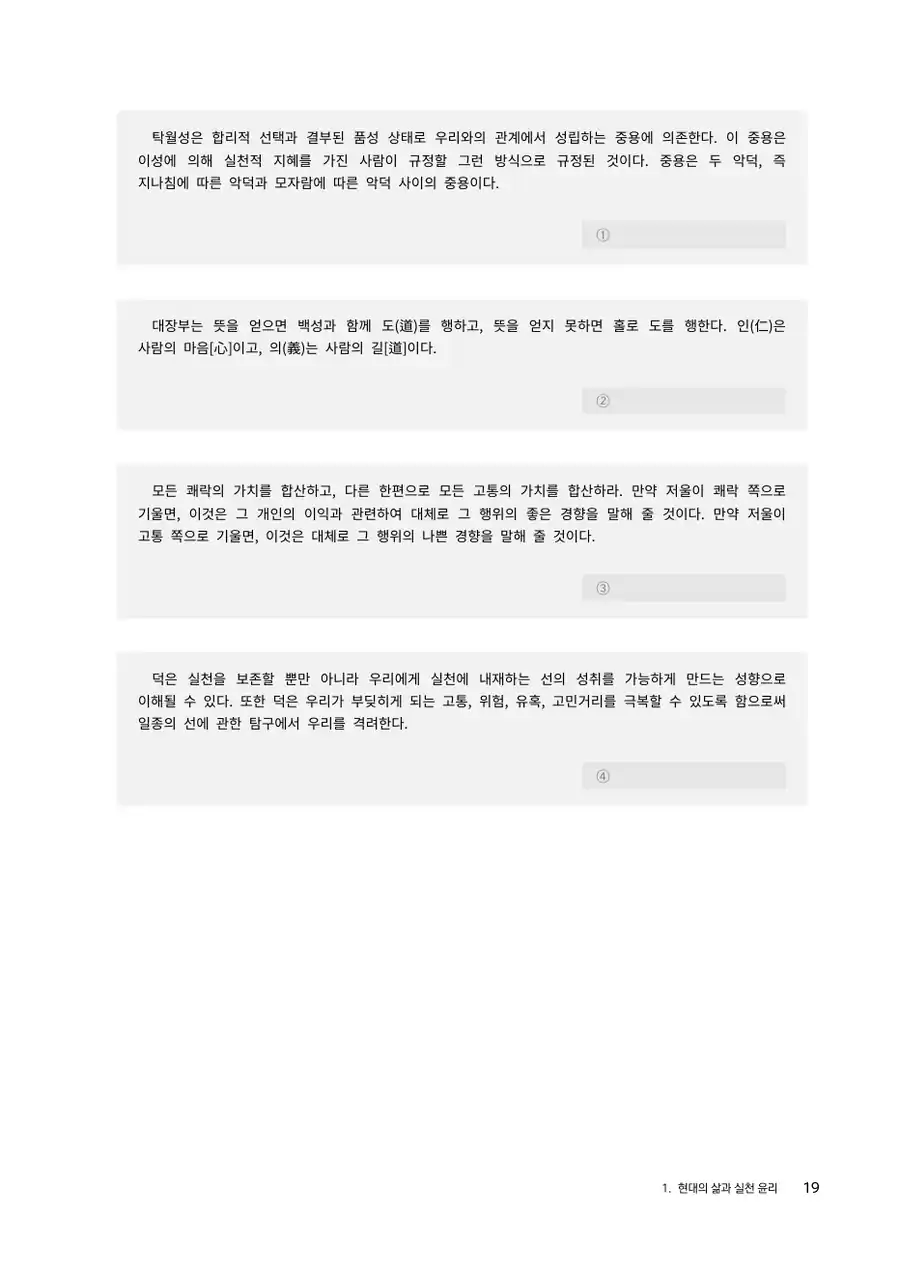 탁월성은 합리적 선택과 결부된 품성 상태로 우리와의 관계에서 성립하는 중용에 의존한다. 이 중용은
이성에 의해 실천적 지혜를 가진 사람이 규정할 그런 방식으로 규정된 것이다. 중용은 두 악덕, 즉
지나침에 따른 악덕과 모자람에 따른 악덕 사이의 중용이다.
①
대장부는 뜻을 얻으면 백성과 함께 도(道)를 행하고, 뜻을 얻지 못하면 홀로 도를 행한다. 인(仁)은
사람의 마음[心]이고, 의(義)는 사람의 길[道]이다.
②
모든 쾌락의 가치를 합산하고, 다른 한편으로 모든 고통의 가치를 합산하라. 만약 저울이 쾌락 쪽으로
기울면, 이것은 그 개인의 이익과 관련하여 대체로 그 행위의 좋은 경향을 말해 줄 것이다. 만약 저울이
고통 쪽으로 기울면, 이것은 대체로 그 행위의 나쁜 경향을 말해 줄 것이다.
③
덕은 실천을 보존할 뿐만 아니라 우리에게 실천에 내재하는 선의 성취를 가능하게 만드는 성향으로
이해될 수 있다. 또한 덕은 우리가 부딪히게 되는 고통, 위험, 유혹, 고민거리를 극복할 수 있도록 함으로써
일종의 선에 관한 탐구에서 우리를 격려한다.
④
1. 현대의 삶과 실천 윤리 19